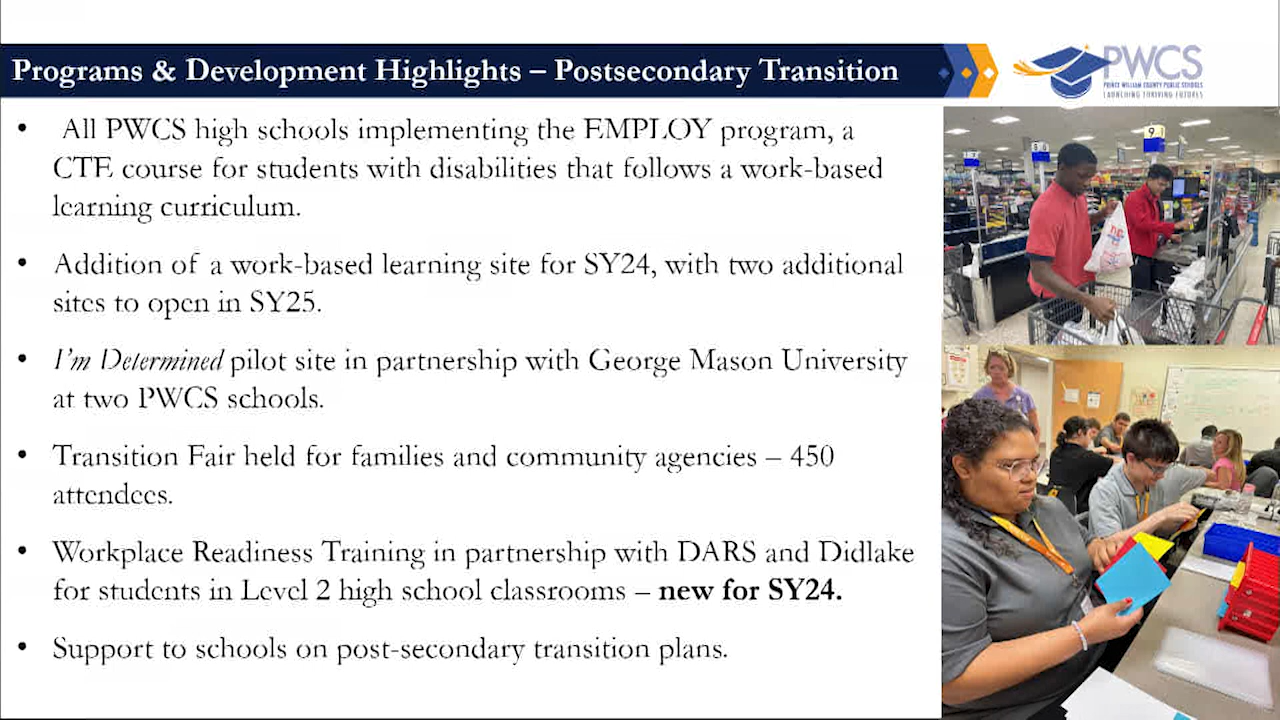 Programs & Development Highlights – Postsecondary Transition
PWCS
PRINCE WILLIAM COUNTY PUBLIC SCHOOLS
LAUNCHING THRIVING FUTURES
• All PWCS high schools implementing the EMPLOY program, a
CTE course for students with disabilities that follows a work-based
learning curriculum.
• Addition of a work-based learning site for SY24, with two additional
sites to open in SY25.
• I'm Determined pilot site in partnership with George Mason University
at two PWCS schools.
• Transition Fair held for families and community agencies – 450
attendees.
• Workplace Readiness Training in partnership with DARS and Didlake
for students in Level 2 high school classrooms – new for SY24.
• Support to schools on post-secondary transition plans.
9